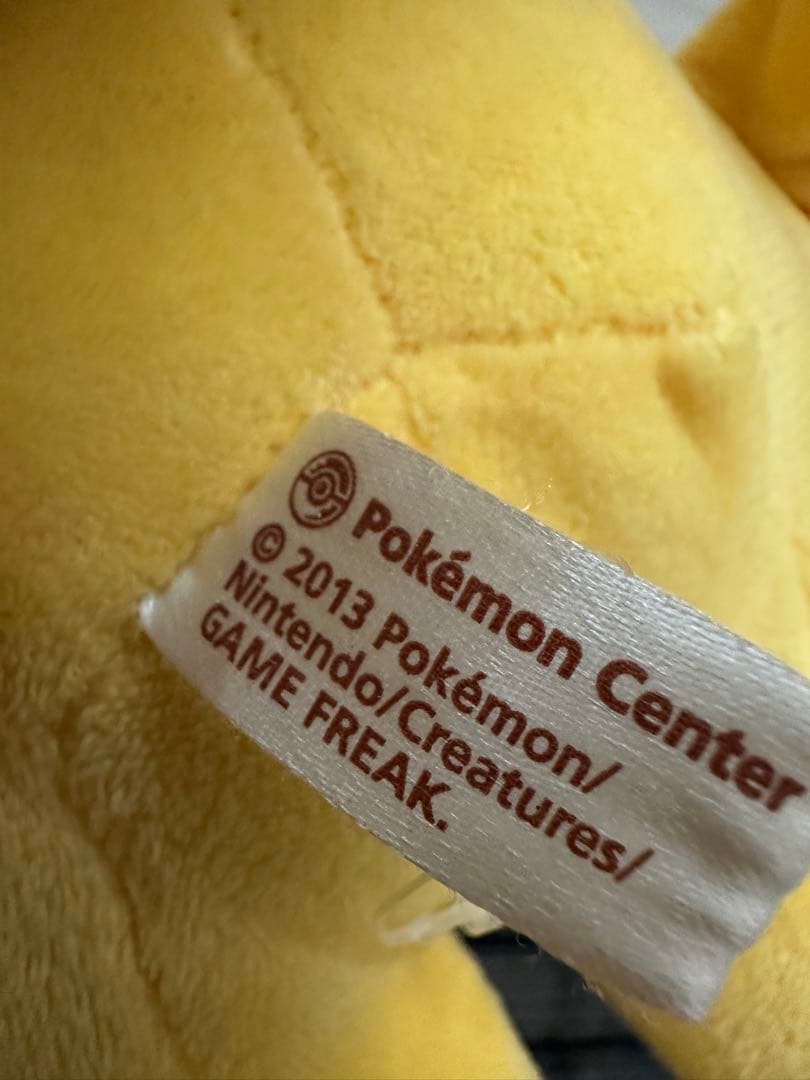 Pokémon Center
© 2013 Pokémon/
Nintendo/Creatures/
GAME FREAK.